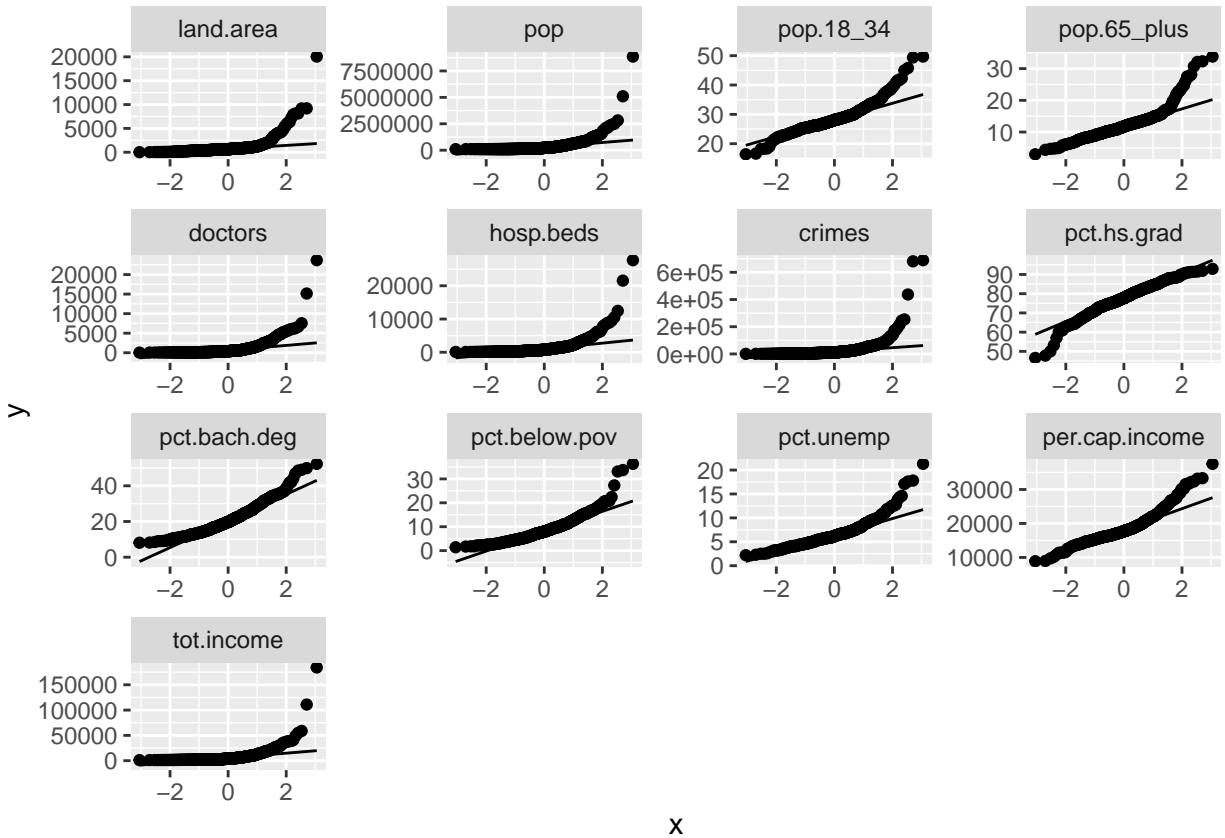 land.area
pop
pop.18_34
pop.65_plus
20000
15000
10000
5000
0
−2 0 2
7500000
5000000
2500000
0
−2 0 2
50
40
30
20
−2 0 2
30
20
10
−2 0 2
doctors
hosp.beds
crimes
pct.hs.grad
20000
15000
10000
5000
0
−2 0 2
20000
10000
0
−2 0 2
6e+05
4e+05
2e+05
0e+00
−2 0 2
90
80
70
60
50
−2 0 2
y
pct.bach.deg
pct.below.pov
pct.unemp
per.cap.income
40
20
0
−2 0 2
30
20
10
0
−2 0 2
20
15
10
5
0
−2 0 2
30000
20000
10000
−2 0 2
tot.income
150000
100000
50000
0
−2 0 2
x